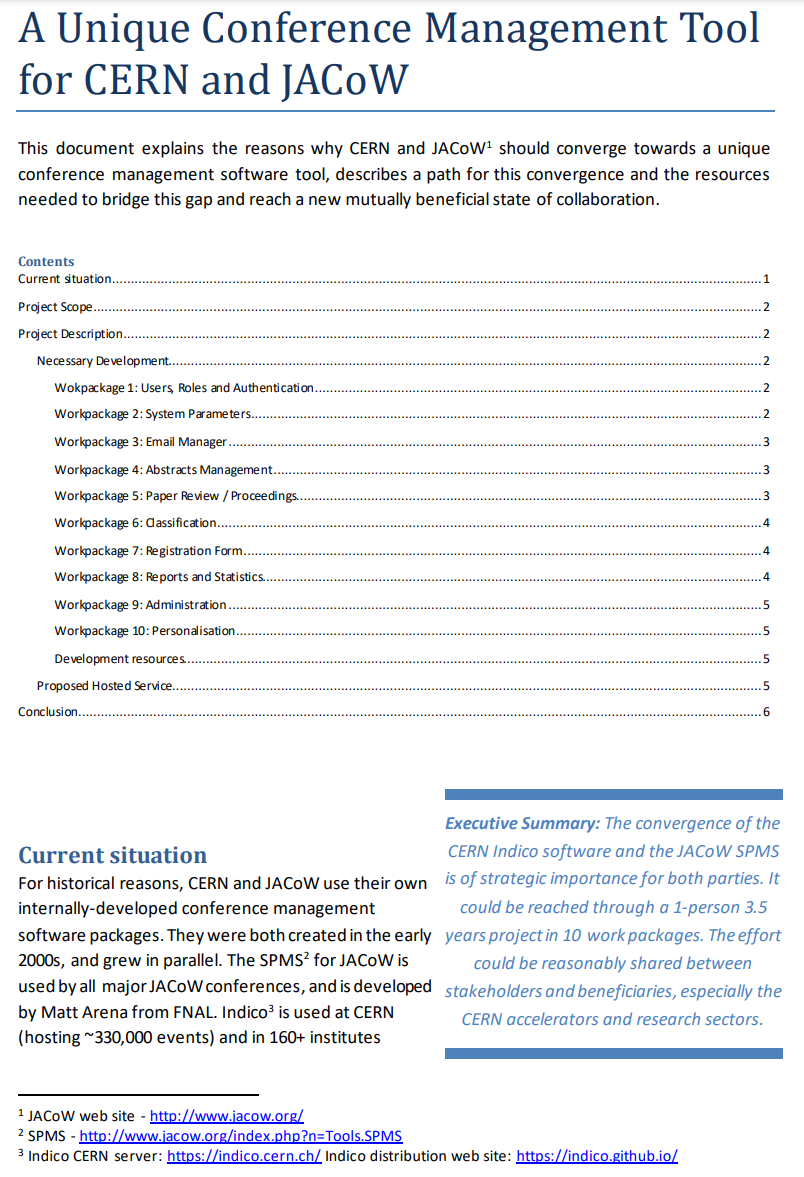 A Unique Conference Management Tool
for CERN and JACoW
This document explains the reasons why CERN and JACoW¹ should converge towards a unique
conference management software tool, describes a path for this convergence and the resources
needed to bridge this gap and reach a new mutually beneficial state of collaboration.
Contents
Current situation....................................................................................................1
Project Scope....................................................................................................2
Project Description....................................................................................................2
Necessary Development....................................................................................................2
Wokpackage 1: Users, Roles and Authentication....................................................................................................2
Workpackage 2: System Parameters....................................................................................................2
Workpackage 3: Email Manager....................................................................................................3
Workpackage 4: Abstracts Management....................................................................................................3
Workpackage 5: Paper Review / Proceedings....................................................................................................3
Workpackage 6: Classification....................................................................................................4
Workpackage 7: Registration Form....................................................................................................4
Workpackage 8: Reports and Statistics....................................................................................................4
Workpackage 9: Administration....................................................................................................5
Workpackage 10: Personalisation....................................................................................................5
Development resources....................................................................................................5
Proposed Hosted Service....................................................................................................5
Conclusion....................................................................................................6
Current situation
For historical reasons, CERN and JACoW use their own
internally-developed conference management
software packages. They were both created in the early
2000s, and grew in parallel. The SPMS² for JACoW is
used by all major JACoW conferences, and is developed
by Matt Arena from FNAL. Indico³ is used at CERN
(hosting ~330,000 events) and in 160+ institutes
Executive Summary: The convergence of the
CERN Indico software and the JACoW SPMS
is of strategic importance for both parties. It
could be reached through a 1-person 3.5
years project in 10 work packages. The effort
could be reasonably shared between
stakeholders and beneficiaries, especially the
CERN accelerators and research sectors.
¹ JACoW web site - http://www.jacow.org/
² SPMS - http://www.jacow.org/index.php?n=Tools.SPMS
³ Indico CERN server: https://indico.cern.ch/ Indico distribution web site: https://indico.github.io/